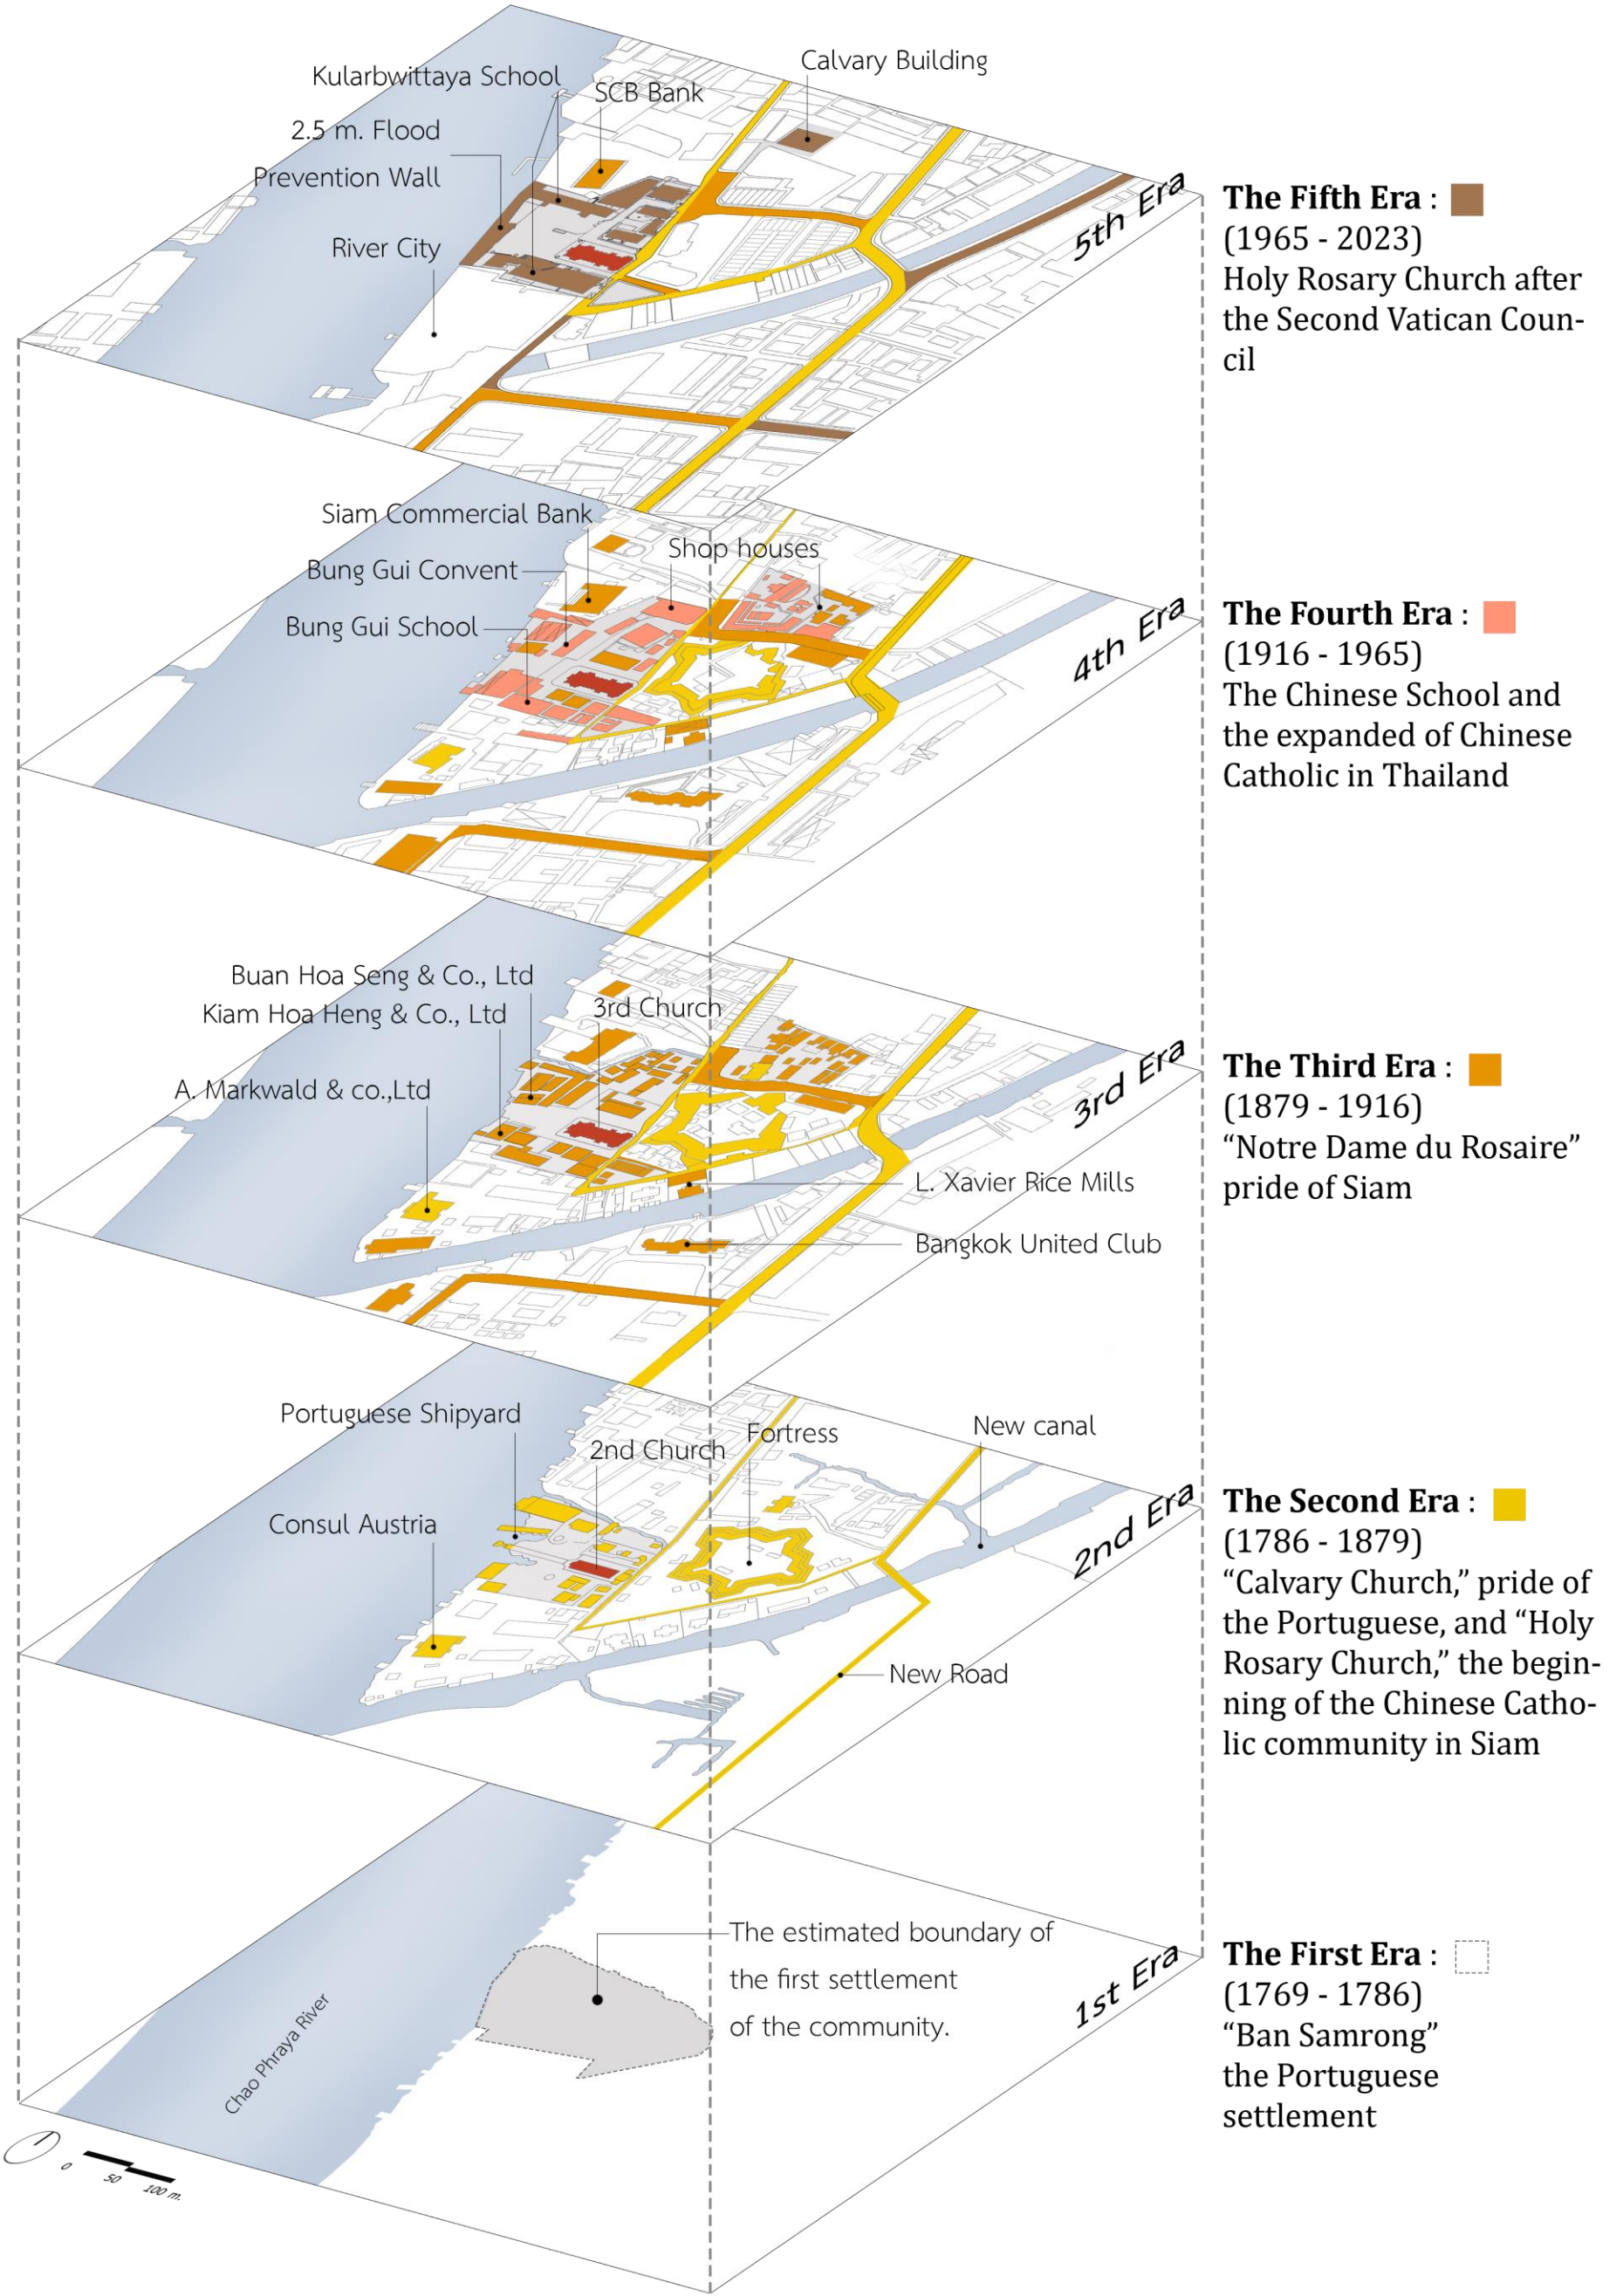 Calvary Building
Kularbwittaya School
SCB Bank
2.5 m. Flood
Prevention Wall
River City
5th Era
The Fifth Era :
(1965 - 2023)
Holy Rosary Church after
the Second Vatican Coun-
cil
Siam Commercial Bank
Shop houses
Bung Gui Convent
Bung Gui School
4th Era
The Fourth Era :
(1916 - 1965)
The Chinese School and
the expanded of Chinese
Catholic in Thailand
Buan Hoa Seng & Co., Ltd
Kiam Hoa Heng & Co., Ltd
3rd Church
A. Markwald & co.,Ltd
L. Xavier Rice Mills
Bangkok United Club
3rd Era
The Third Era :
(1879 - 1916)
“Notre Dame du Rosaire”
pride of Siam
Portuguese Shipyard
2nd Church
Fortress
New canal
Consul Austria
New Road
2nd Era
The Second Era :
(1786 - 1879)
“Calvary Church,” pride of
the Portuguese, and “Holy
Rosary Church,” the begin-
ning of the Chinese Catho-
lic community in Siam
The estimated boundary of
the first settlement
of the community.
Chao Phraya River
1st Era
The First Era :
(1769 - 1786)
“Ban Samrong”
the Portuguese
settlement
0 50 100 m.